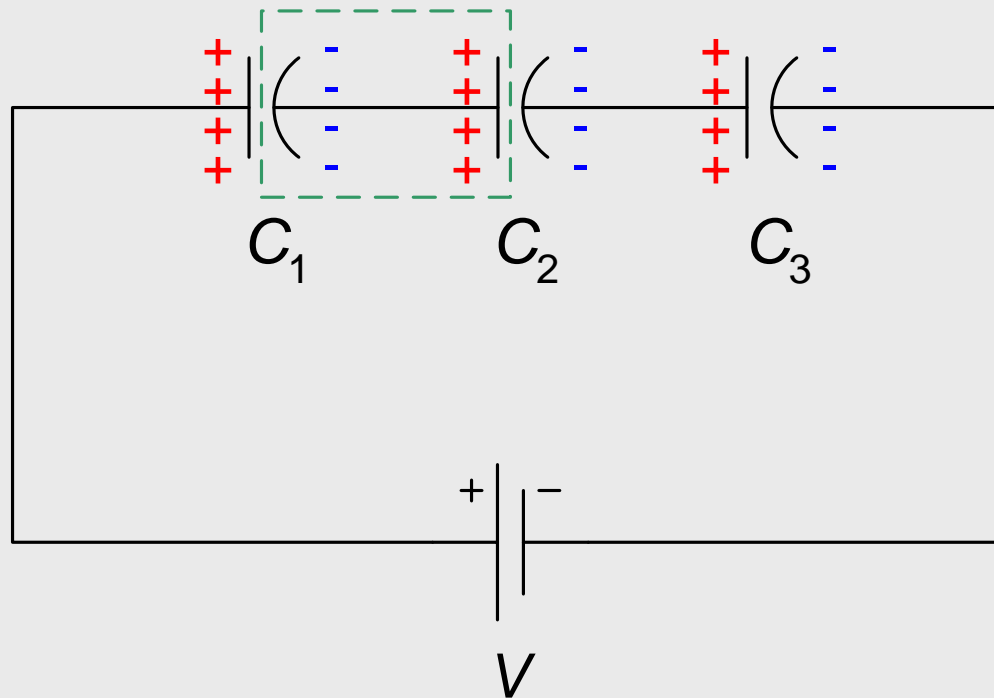 + - + - + -
+ - + - + -
+ - + - + -
+ - + - + -
C₁ C₂ C₃
+ −
V